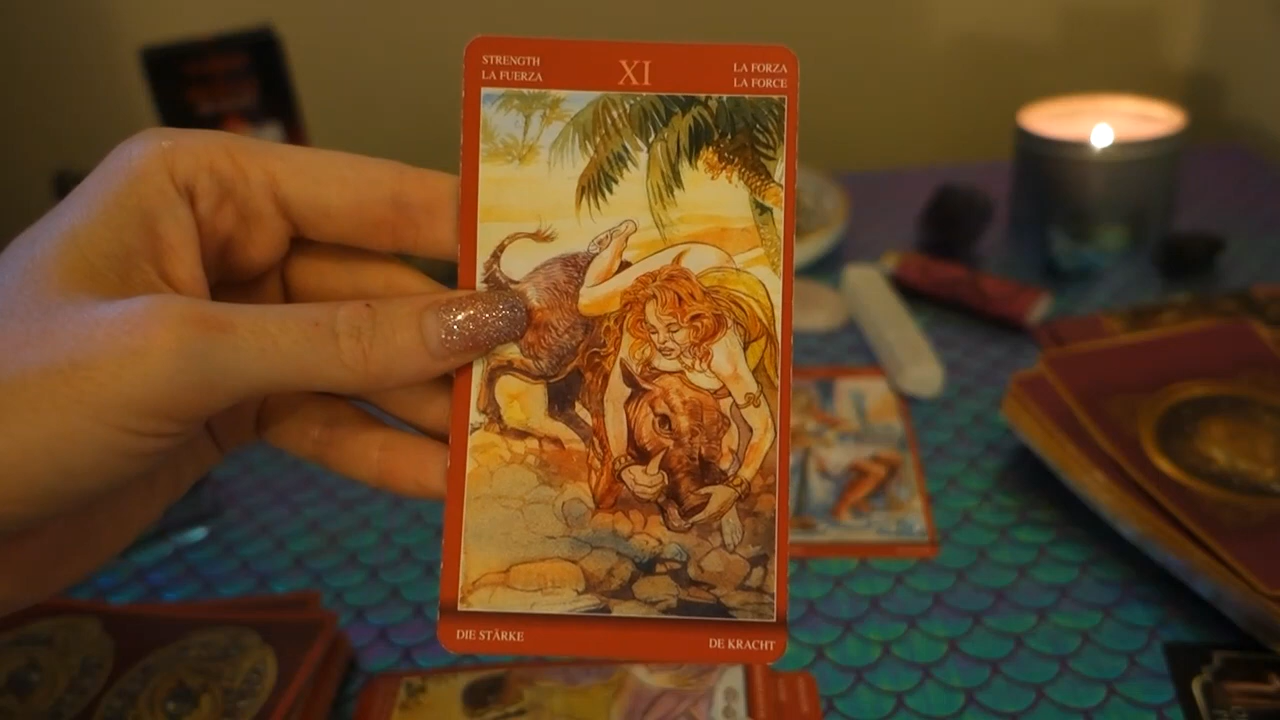 STRENGTH
LA FUERZA
XI
LA FORZA
LA FORCE
DIE STÄRKE
DE KRACHT